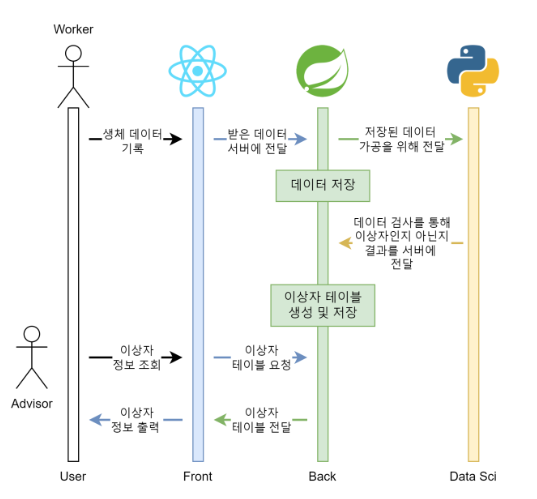 Worker
생체 데이터
기록
받은 데이터
서버에 전달
저장된 데이터
가공을 위해 전달
데이터 저장
데이터 검사를 통해
이상자인지 아닌지
결과를 서버에
전달
이상자 테이블
생성 및 저장
이상자
정보 조회
이상자
테이블 요청
Advisor
이상자
정보 출력
이상자
테이블 전달
User
Front
Back
Data Sci